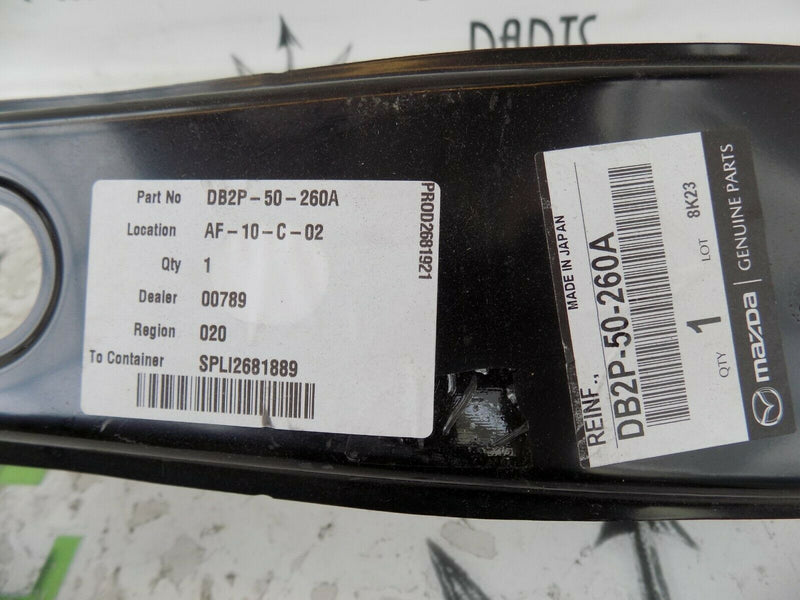 PARTS
Part No DB2P-50-260A
Location AF-10-C-02
Qty 1
Dealer 00789
Region 020
To Container SPLI2681889
PROD2681921
REINF.,
DB2P-50-260A
MADE IN JAPAN
QTY 1 LOT 8K23
mazda | GENUINE PARTS